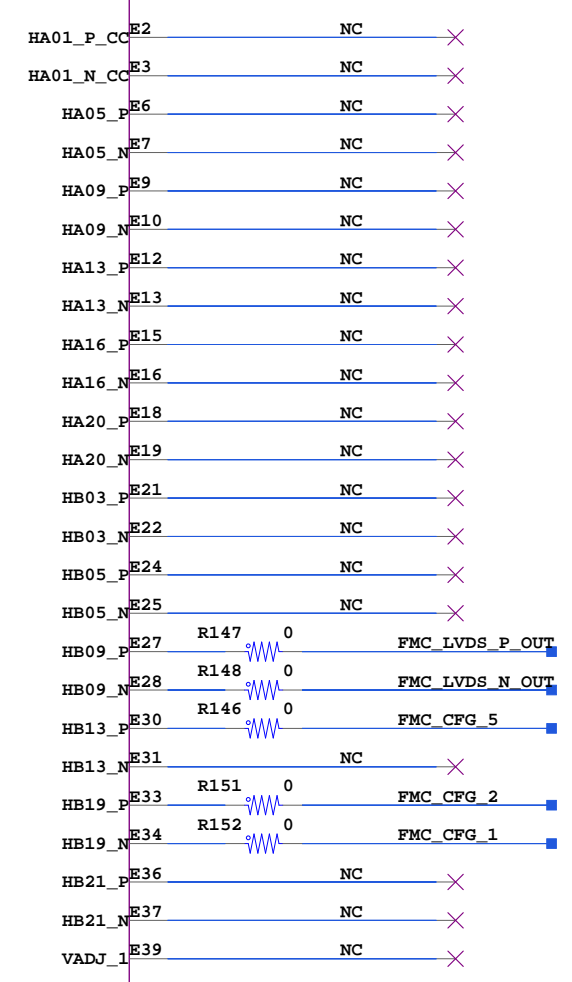 HA01_P_CC E2 NC
HA01_N_CC E3 NC
HA05_P E6 NC
HA05_N E7 NC
HA09_P E9 NC
HA09_N E10 NC
HA13_P E12 NC
HA13_N E13 NC
HA16_P E15 NC
HA16_N E16 NC
HA20_P E18 NC
HA20_N E19 NC
HB03_P E21 NC
HB03_N E22 NC
HB05_P E24 NC
HB05_N E25 NC
HB09_P E27 R147 0 FMC_LVDS_P_OUT
HB09_N E28 R148 0 FMC_LVDS_N_OUT
HB13_P E30 R146 0 FMC_CFG_5
HB13_N E31 NC
HB19_P E33 R151 0 FMC_CFG_2
HB19_N E34 R152 0 FMC_CFG_1
HB21_P E36 NC
HB21_N E37 NC
VADJ_1 E39 NC